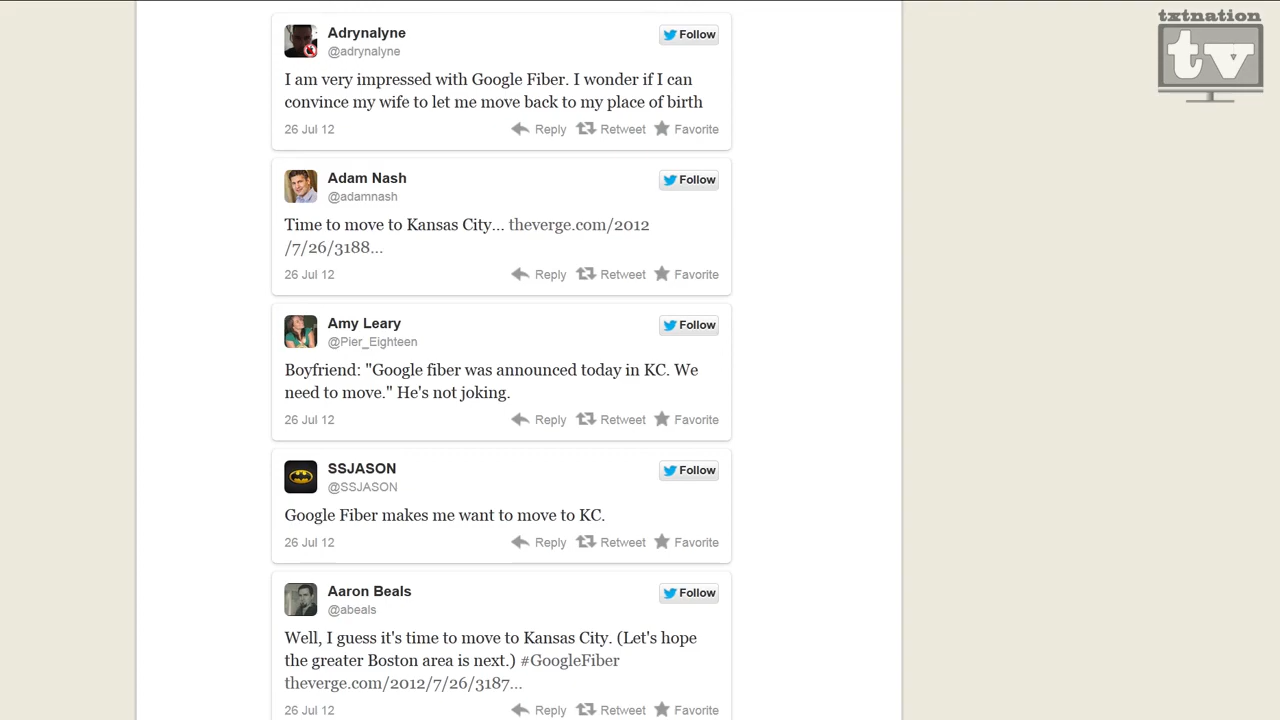 txtnation
tv
Adrynalyne
Follow
@adrynalyne
I am very impressed with Google Fiber. I wonder if I can
convince my wife to let me move back to my place of birth
26 Jul 12 Reply Retweet Favorite
Adam Nash
Follow
@adamnash
Time to move to Kansas City... theverge.com/2012
/7/26/3188...
26 Jul 12 Reply Retweet Favorite
Amy Leary
Follow
@Pier_Eighteen
Boyfriend: "Google fiber was announced today in KC. We
need to move." He's not joking.
26 Jul 12 Reply Retweet Favorite
SSJASON
Follow
@SSJASON
Google Fiber makes me want to move to KC.
26 Jul 12 Reply Retweet Favorite
Aaron Beals
Follow
@abeals
Well, I guess it's time to move to Kansas City. (Let's hope
the greater Boston area is next.) #GoogleFiber
theverge.com/2012/7/26/3187...
26 Jul 12 Reply Retweet Favorite